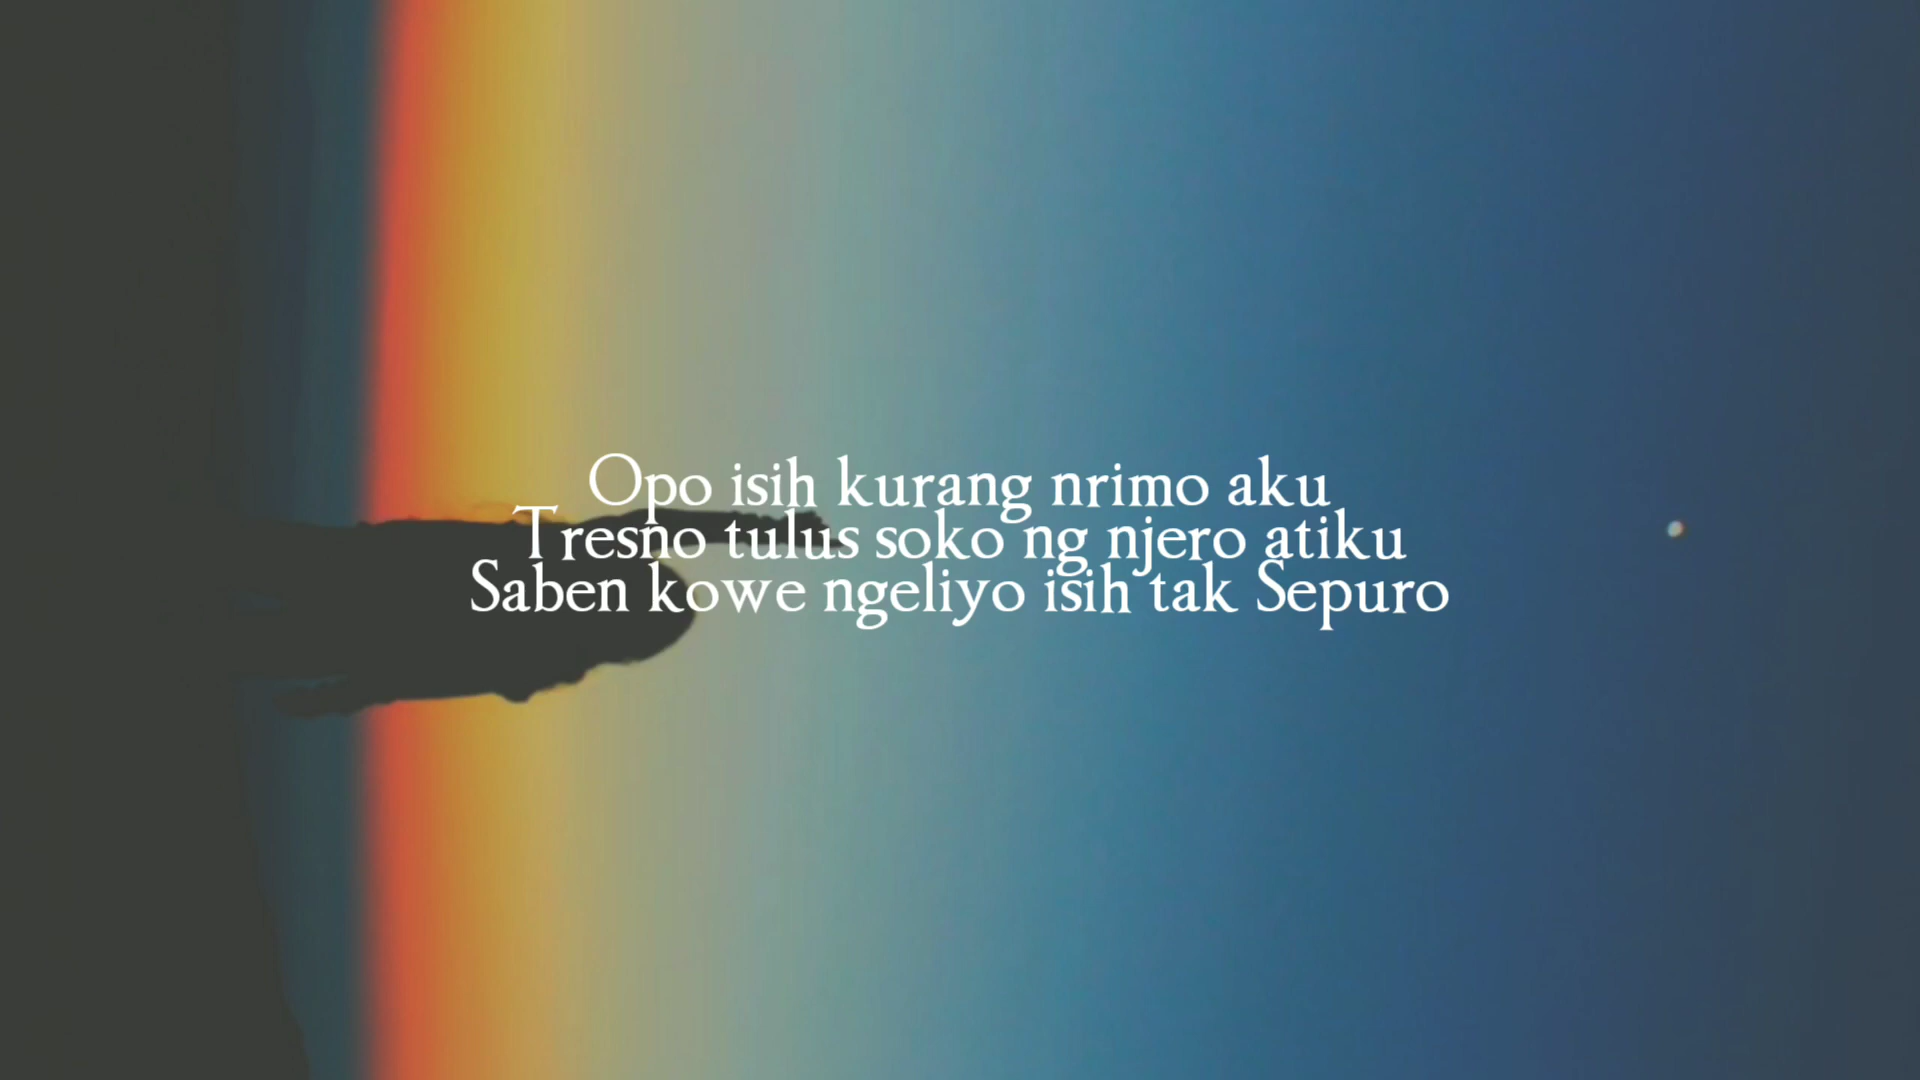 Opo isih kurang nrimo aku
Tresno tulus soko ng njero atiku
Saben kowe ngeliyo isih tak Sepuro